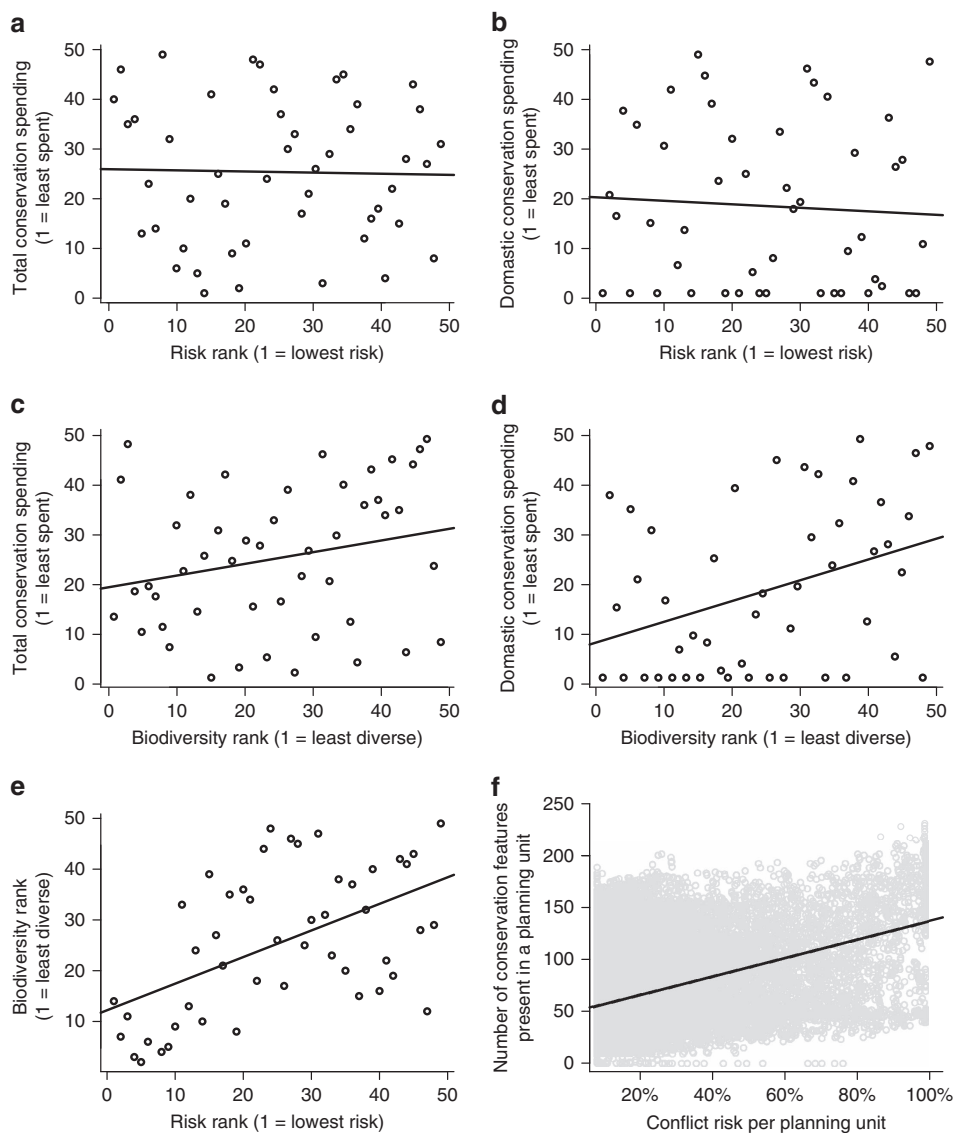 a
Total conservation spending
(1 = least spent)
50
40
30
20
10
0
0 10 20 30 40 50
Risk rank (1 = lowest risk)
b
Domastic conservation spending
(1 = least spent)
50
40
30
20
10
0
0 10 20 30 40 50
Risk rank (1 = lowest risk)
c
Total conservation spending
(1 = least spent)
50
40
30
20
10
0
0 10 20 30 40 50
Biodiversity rank (1 = least diverse)
d
Domastic conservation spending
(1 = least spent)
50
40
30
20
10
0
0 10 20 30 40 50
Biodiversity rank (1 = least diverse)
e
Biodiversity rank
(1 = least diverse)
50
40
30
20
10
0 10 20 30 40 50
Risk rank (1 = lowest risk)
f
Number of conservation features
present in a planning unit
250
200
150
100
50
0
20% 40% 60% 80% 100%
Conflict risk per planning unit